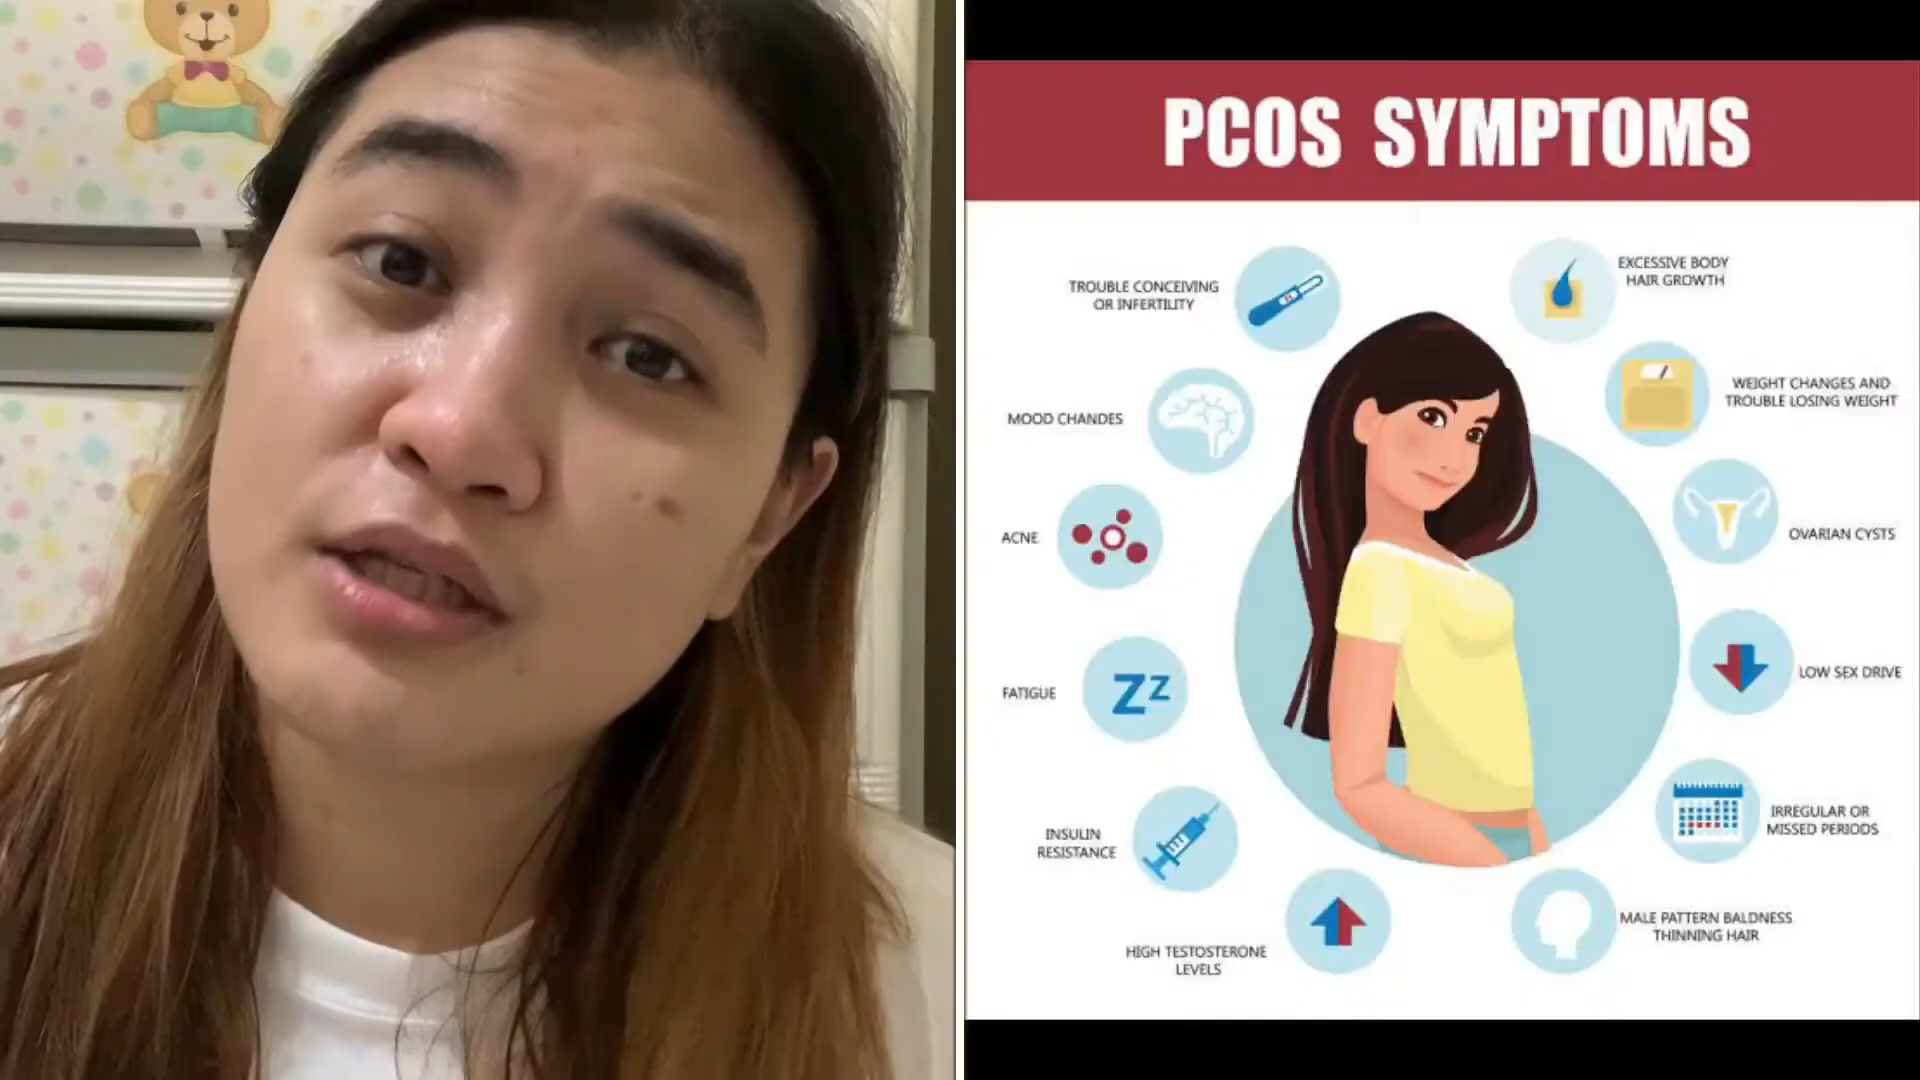 PCOS SYMPTOMS
TROUBLE CONCEIVING
OR INFERTILITY
EXCESSIVE BODY
HAIR GROWTH
MOOD CHANDES
WEIGHT CHANGES AND
TROUBLE LOSING WEIGHT
ACNE
OVARIAN CYSTS
FATIGUE
Zz
LOW SEX DRIVE
INSULIN
RESISTANCE
IRREGULAR OR
MISSED PERIODS
HIGH TESTOSTERONE
LEVELS
MALE PATTERN BALDNESS
THINNING HAIR